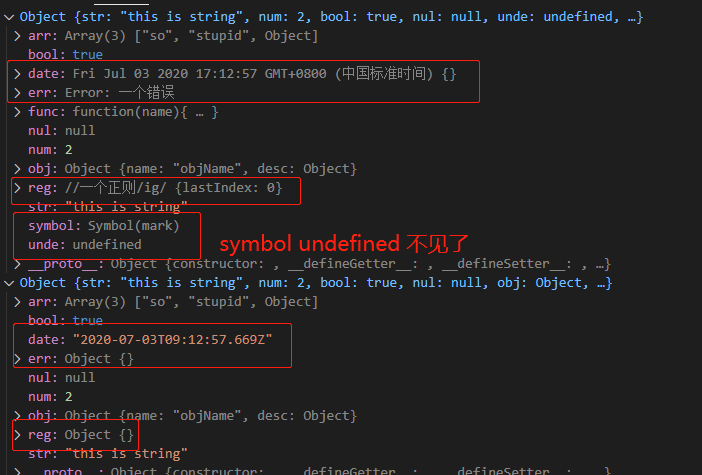 Object {str: "this is string", num: 2, bool: true, nul: null, unde: undefined, …}
arr: Array(3) ["so", "stupid", Object]
bool: true
date: Fri Jul 03 2020 17:12:57 GMT+0800 (中国标准时间) {}
err: Error: 一个错误
func: function(name){ … }
nul: null
num: 2
obj: Object {name: "objName", desc: Object}
reg: //一个正则/ig/ {lastIndex: 0}
str: "this is string"
symbol: Symbol(mark)
unde: undefined
symbol undefined 不见了
__proto__: Object {constructor: , __defineGetter__: , __defineSetter__: , …}
Object {str: "this is string", num: 2, bool: true, nul: null, obj: Object, …}
arr: Array(3) ["so", "stupid", Object]
bool: true
date: "2020-07-03T09:12:57.669Z"
err: Object {}
nul: null
num: 2
obj: Object {name: "objName", desc: Object}
reg: Object {}
str: "this is string"
__proto__: Object {constructor: , __defineGetter__: , __defineSetter__: , …}